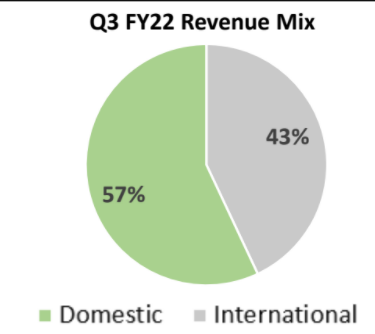 Q3 FY22 Revenue Mix
43%
57%
Domestic International